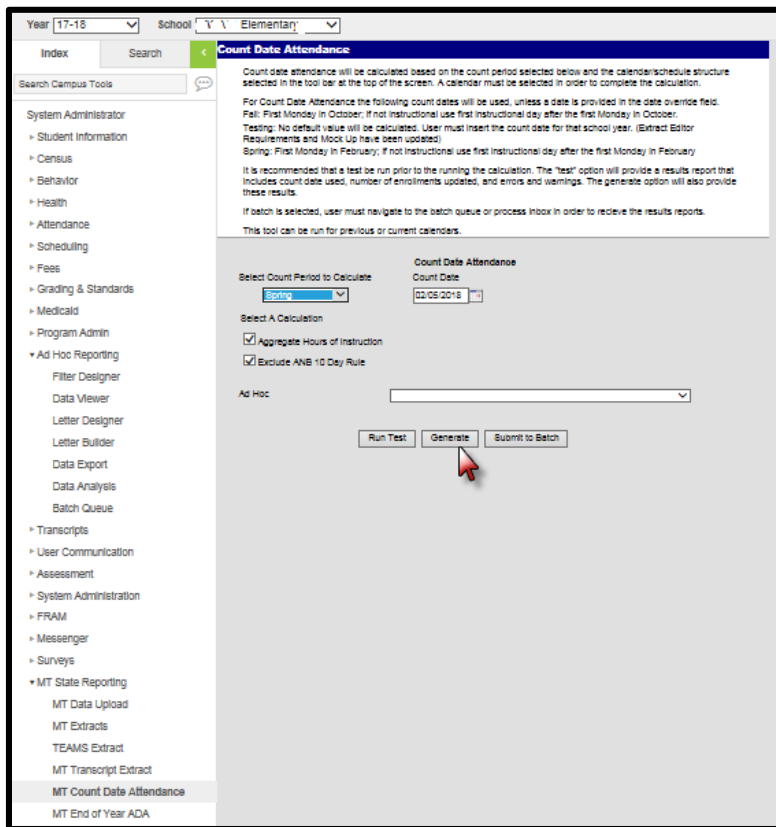 Year 17-18 School Elementary
Index Search
Count Date Attendance
Search Campus Tools
Count date attendance will be calculated based on the count period selected below and the calendar/schedule structure
selected in the tool bar at the top of the screen. A calendar must be selected in order to complete the calculation.
For Count Date Attendance the following count dates will be used, unless a date is provided in the date override field.
Fall: First Monday in October; if not instructional use first instructional day after the first Monday in October.
Testing: No default value will be calculated. User must insert the count date for that school year. (Extract Editor
Requirements and Mock Up have been updated)
Spring: First Monday in February; if not instructional use first instructional day after the first Monday in February
It is recommended that a test be run prior to the running the calculation. The "test" option will provide a results report that
includes count date used, number of enrollments updated, and errors and warnings. The generate option will also provide
these results.
If batch is selected, user must navigate to the batch queue or process inbox in order to recieve the results reports.
This tool can be run for previous or current calendars.
Count Date Attendance
Select Count Period to Calculate Count Date
Spring 02/05/2018
Select A Calculation
Aggregate Hours of Instruction
Exclude ANB 10 Day Rule
Ad Hoc
Run Test Generate Submit to Batch
System Administrator
Student Information
Census
Behavior
Health
Attendance
Scheduling
Fees
Grading & Standards
Medicaid
Program Admin
Ad Hoc Reporting
Filter Designer
Data Viewer
Letter Designer
Letter Builder
Data Export
Data Analysis
Batch Queue
Transcripts
User Communication
Assessment
System Administration
FRAM
Messenger
Surveys
MT State Reporting
MT Data Upload
MT Extracts
TEAMS Extract
MT Transcript Extract
MT Count Date Attendance
MT End of Year ADA